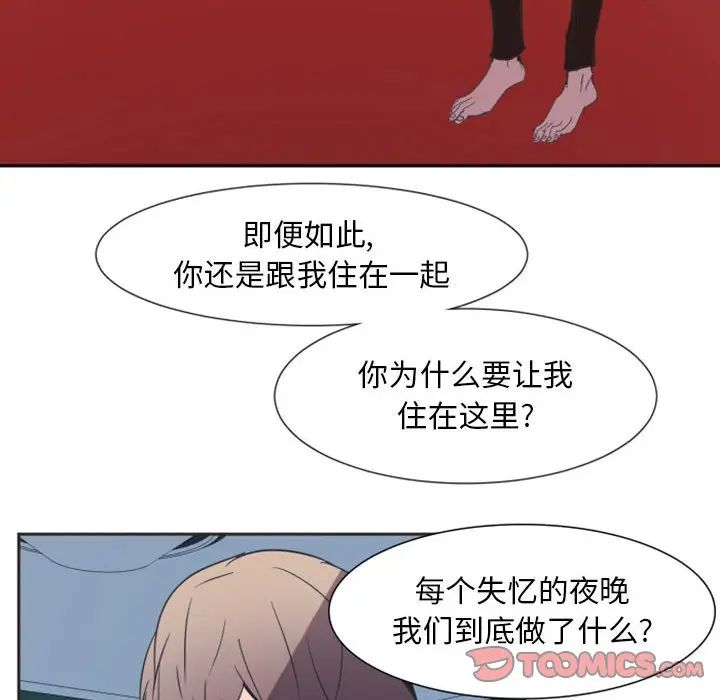 即便如此,
你还是跟我住在一起
你为什么要让我
住在这里?
每个失忆的夜晚
我们到底做了什么?
TOOMICS.COM